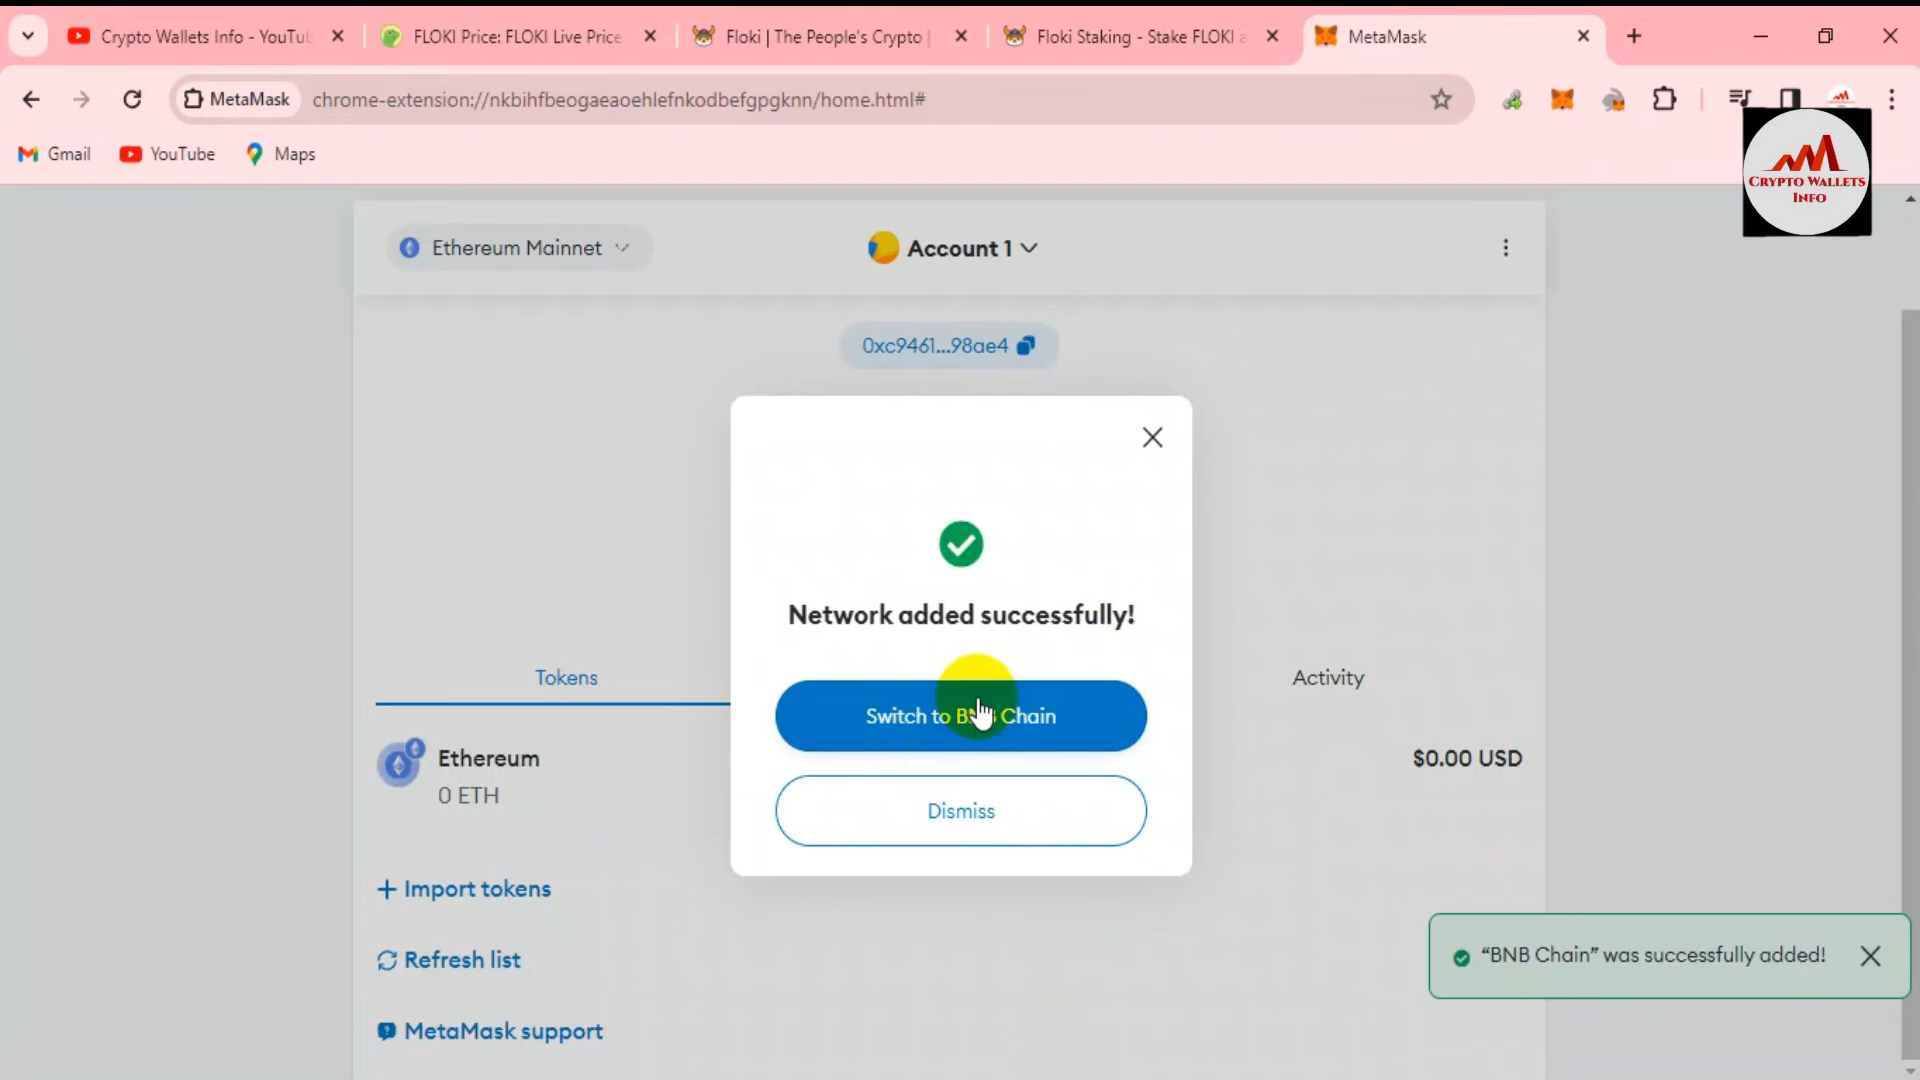 Crypto Wallets Info - YouTu
FLOKI Price: FLOKI Live Price
Floki | The People's Crypto |
Floki Staking - Stake FLOKI a
MetaMask
MetaMask
chrome-extension://nkbihfbeogaeaoehlefnkodbefgpgknn/home.html#
Gmail
YouTube
Maps
CRYPTO WALLETS
INFO
Ethereum Mainnet
Account 1
0xc9461...98ae4
Network added successfully!
Switch to BNB Chain
Dismiss
Tokens
Activity
Ethereum
$0.00 USD
0 ETH
+ Import tokens
Refresh list
MetaMask support
“BNB Chain” was successfully added!